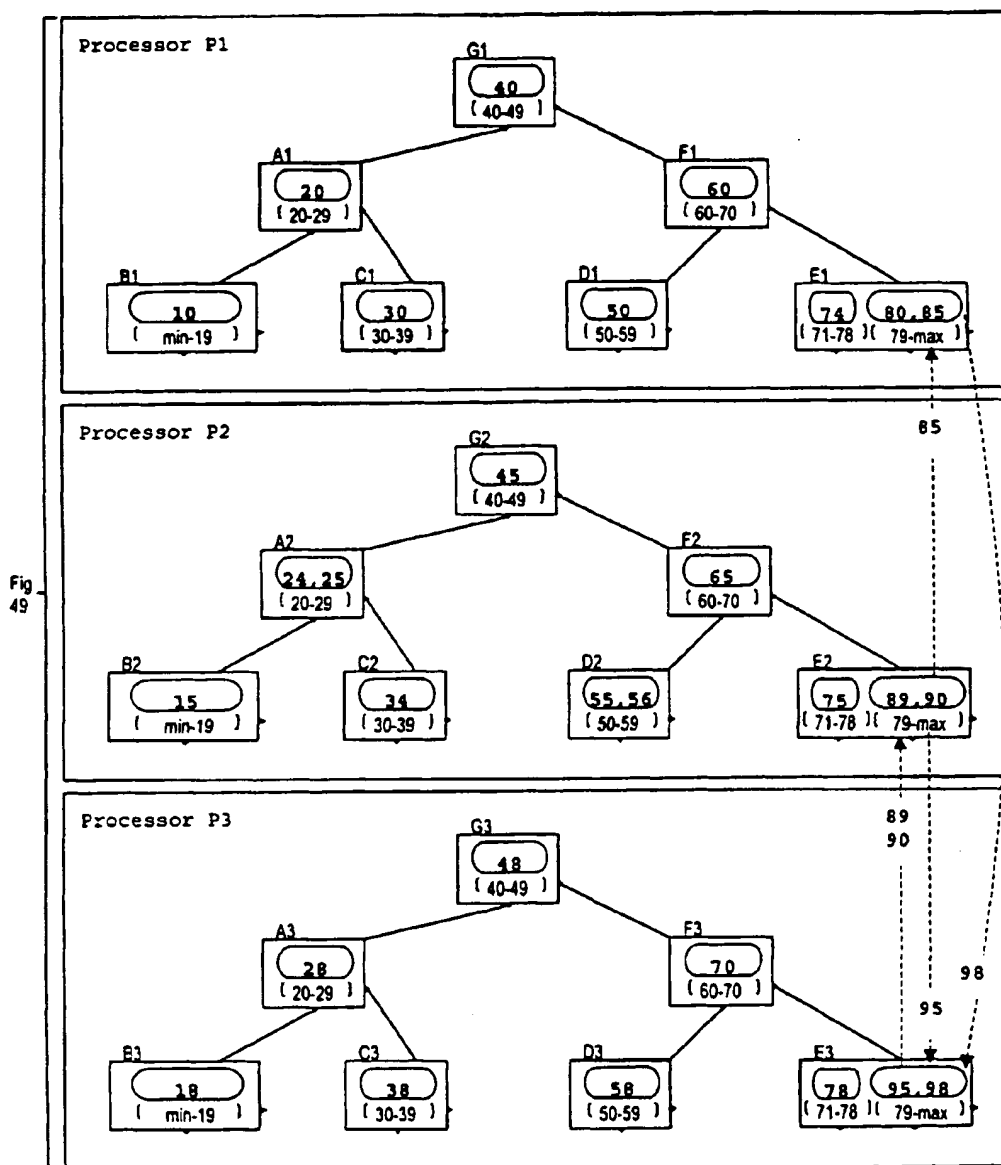 Processor P1
G1
40
( 40-49 )
A1
20
( 20-29 )
F1
60
( 60-70 )
B1
10
( min-19 )
C1
30
( 30-39 )
D1
50
( 50-59 )
E1
74 80,85
( 71-78 )( 79-max )
85
Processor P2
G2
45
( 40-49 )
A2
24,25
( 20-29 )
F2
65
( 60-70 )
Fig
49
B2
15
( min-19 )
C2
34
( 30-39 )
D2
55,56
( 50-59 )
E2
75 89,90
( 71-78 )( 79-max )
Processor P3
89
90
G3
48
( 40-49 )
A3
28
( 20-29 )
F3
70
( 60-70 )
98
95
B3
18
( min-19 )
C3
38
( 30-39 )
D3
58
( 50-59 )
E3
78 95,98
( 71-78 )( 79-max )